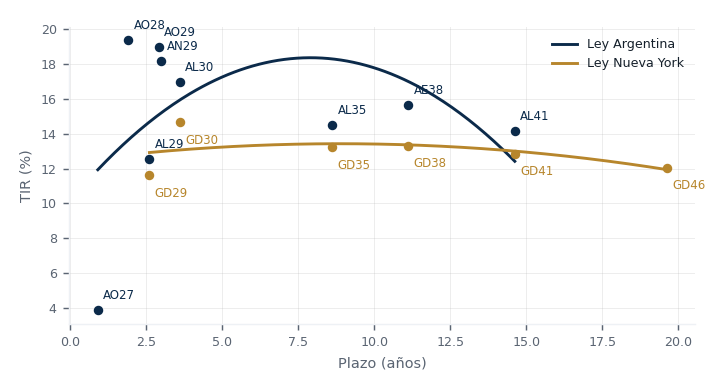 20
18
16
14
12
10
8
6
4
TIR (%)
0.0
2.5
5.0
7.5
10.0
12.5
15.0
17.5
20.0
Plazo (años)
Ley Argentina
Ley Nueva York
AO28
AO29
AN29
AL30
AL29
GD30
GD29
AO27
AL35
GD35
AE38
GD38
AL41
GD41
GD46